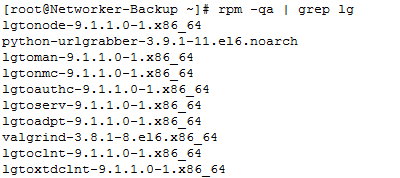 [root@Networker-Backup ~]# rpm -qa | grep lg
lgtonode-9.1.1.0-1.x86_64
python-urlgrabber-3.9.1-11.el6.noarch
lgtoman-9.1.1.0-1.x86_64
lgtonmc-9.1.1.0-1.x86_64
lgtoauthc-9.1.1.0-1.x86_64
lgtoserv-9.1.1.0-1.x86_64
lgtoadpt-9.1.1.0-1.x86_64
valgrind-3.8.1-8.el6.x86_64
lgtoclnt-9.1.1.0-1.x86_64
lgtoxtdclnt-9.1.1.0-1.x86_64